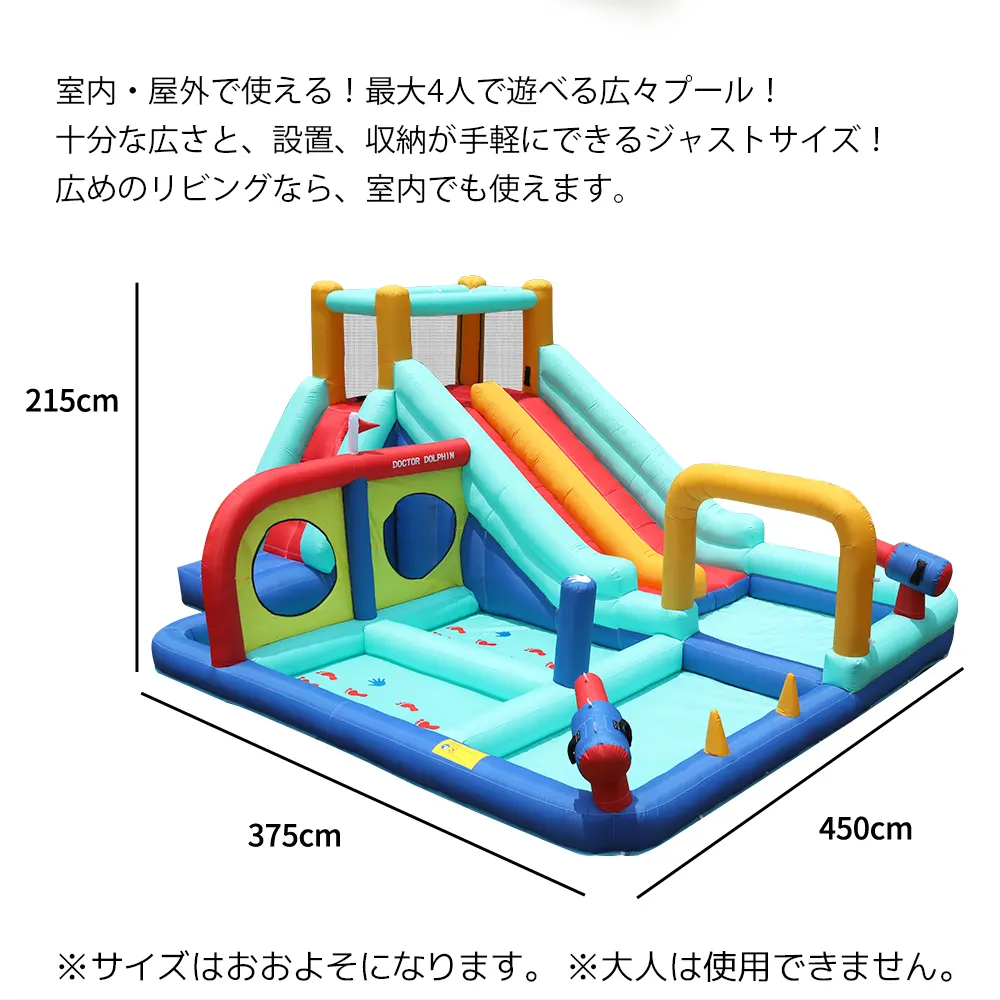 室内・屋外で使える！最大4人で遊べる広々プール！
十分な広さと、設置、収納が手軽にできるジャストサイズ！
広めのリビングなら、室内でも使えます。
215cm
DOCTOR DOLPHIN
375cm
450cm
※サイズはおおよそになります。 ※大人は使用できません。